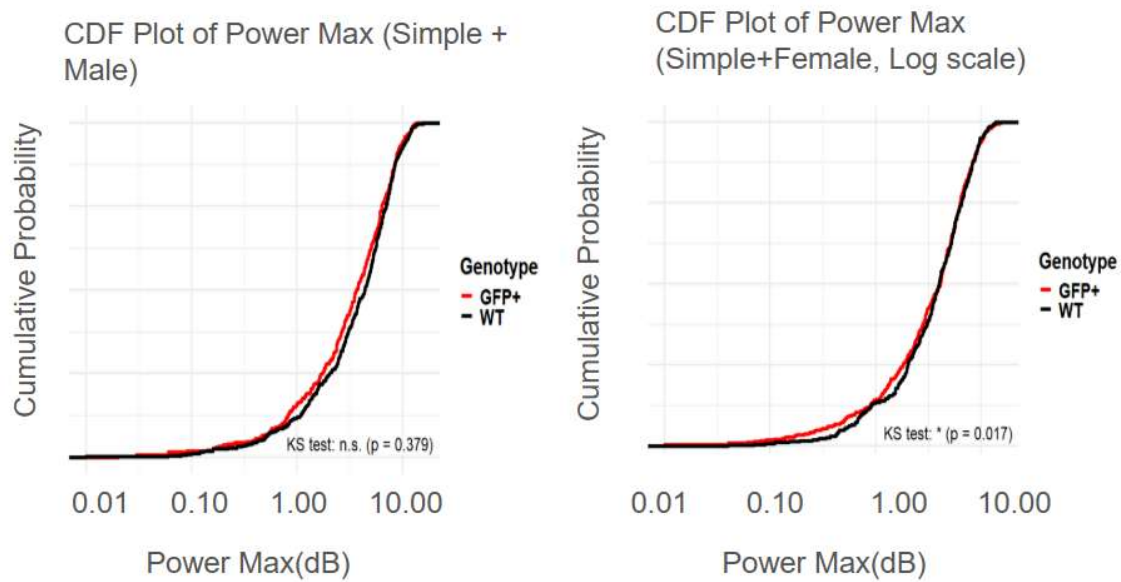 CDF Plot of Power Max (Simple +
Male)
Cumulative Probability
Genotype
GFP+
WT
KS test: n.s. (p = 0.379)
0.01 0.10 1.00 10.00
Power Max(dB)
CDF Plot of Power Max
(Simple+Female, Log scale)
Cumulative Probability
Genotype
GFP+
WT
KS test: * (p = 0.017)
0.01 0.10 1.00 10.00
Power Max(dB)